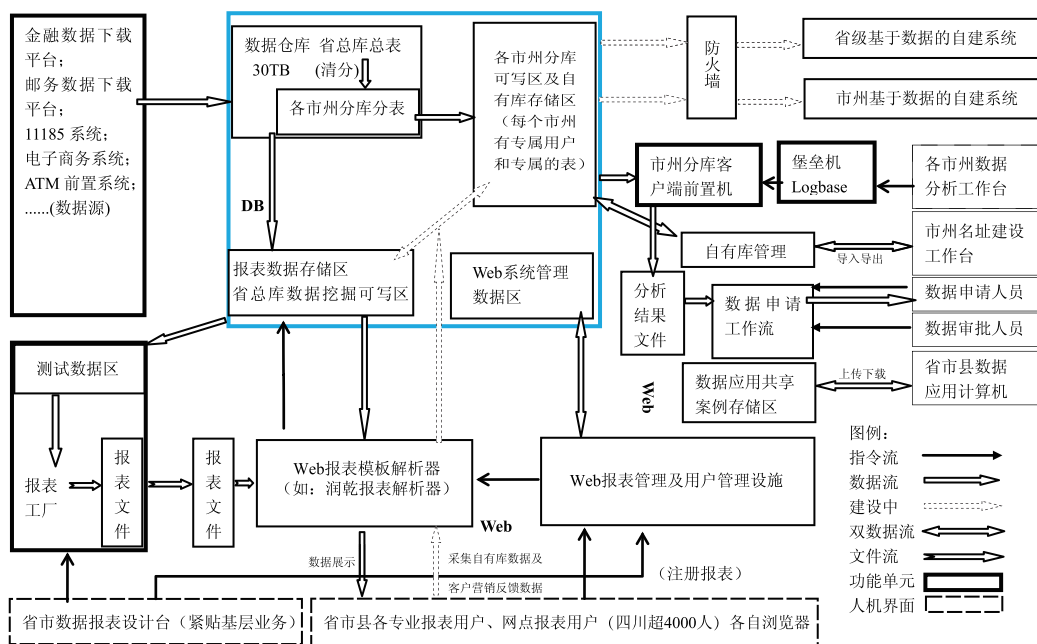 金融数据下载
平台；
邮务数据下载
平台；
11185 系统；
电子商务系统；
ATM 前置系统；
......(数据源)
数据仓库 省总库总表
30TB (清分)
各市州分库分表
DB
报表数据存储区
省总库数据挖掘可写区
各市州分库
可写区及自
有库存储区
（每个市州
有专属用户
和专属的表）
Web系统管理
数据区
防火墙
省级基于数据的自建系统
市州基于数据的自建系统
市州分库客
户端前置机
堡垒机
Logbase
各市州数据
分析工作台
自有库管理
导入导出
市州名址建设
工作台
分析
结果
文件
数据申请
工作流
数据申请人员
数据审批人员
Web
数据应用共享
案例存储区
上传下载
省市县数据
应用计算机
测试数据区
报表
工厂
报表文件
报表文件
Web报表模板解析器
（如：润乾报表解析器）
Web
Web报表管理及用户管理设施
数据展示
采集自有库数据及
客户营销反馈数据
（注册报表）
省市数据报表设计台（紧贴基层业务）
省市县各专业报表用户、网点报表用户（四川超4000人）各自浏览器
图例：
指令流
数据流
建设中
双数据流
文件流
功能单元
人机界面